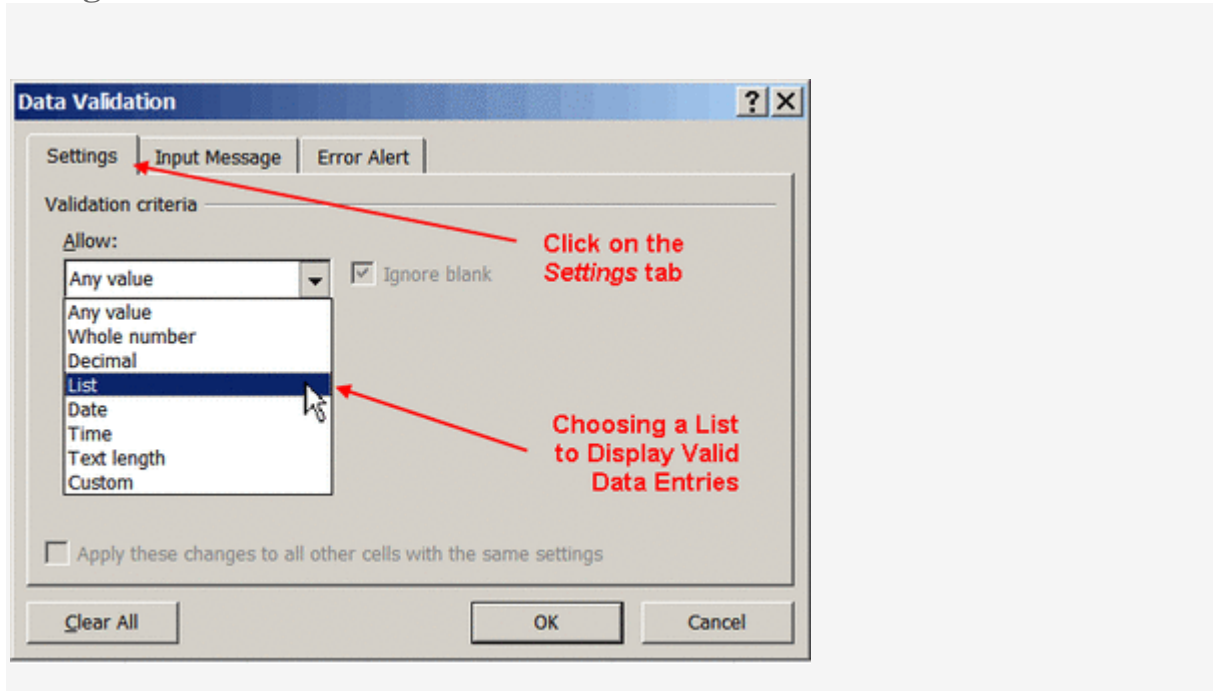 Data Validation
Settings Input Message Error Alert
Validation criteria
Allow:
Any value Ignore blank
Any value
Whole number
Decimal
List
Date
Time
Text length
Custom
Click on the
Settings tab
Choosing a List
to Display Valid
Data Entries
Apply these changes to all other cells with the same settings
Clear All OK Cancel